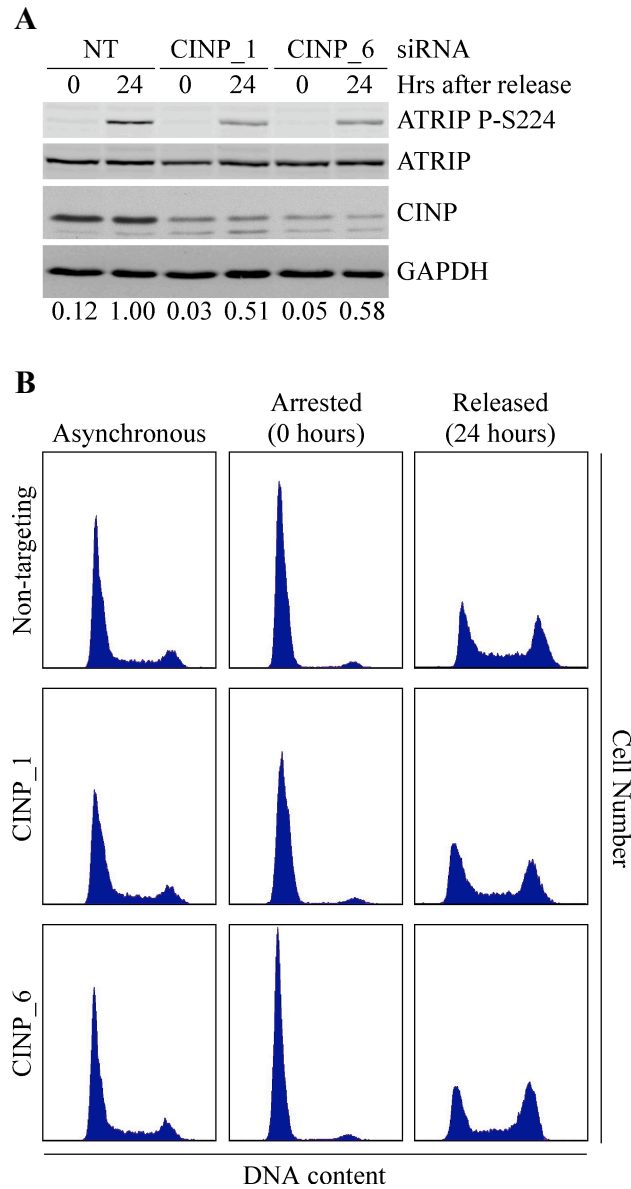 A
NT CINP_1 CINP_6 siRNA
0 24 0 24 0 24 Hrs after release
ATRIP P-S224
ATRIP
CINP
GAPDH
0.12 1.00 0.03 0.51 0.05 0.58
B
Asynchronous
Arrested
(0 hours)
Released
(24 hours)
Non-targeting
CINP_1
CINP_6
Cell Number
DNA content